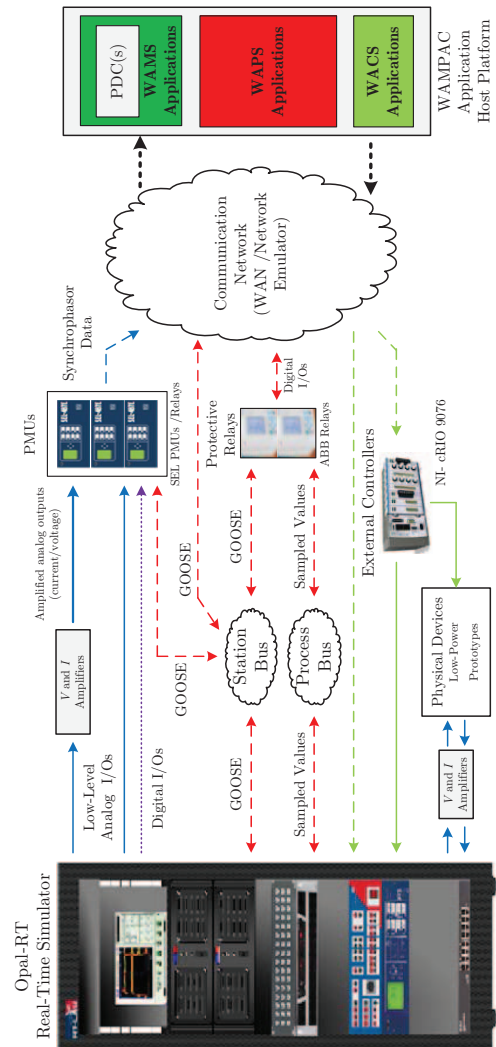 Opal-RT
Real-Time Simulator
Low-Level
Analog I/Os
V and I
Amplifiers
Amplified analog outputs
(current/voltage)
Digital I/Os
PMUs
SEL PMUs /Relays
Synchrophasor
Data
GOOSE
GOOSE
GOOSE
Station
Bus
GOOSE
Sampled Values
Process
Bus
Sampled Values
Protective
Relays
ABB Relays
Digital
I/Os
External Controllers
NI- cRIO 9076
V and I
Amplifiers
Physical Devices
Low-Power
Prototypes
Communication
Network
(WAN /Network
Emulator)
PDC(s)
WAMS
Applications
WAPS
Applications
WACS
Applications
WAMPAC
Application
Host Platform